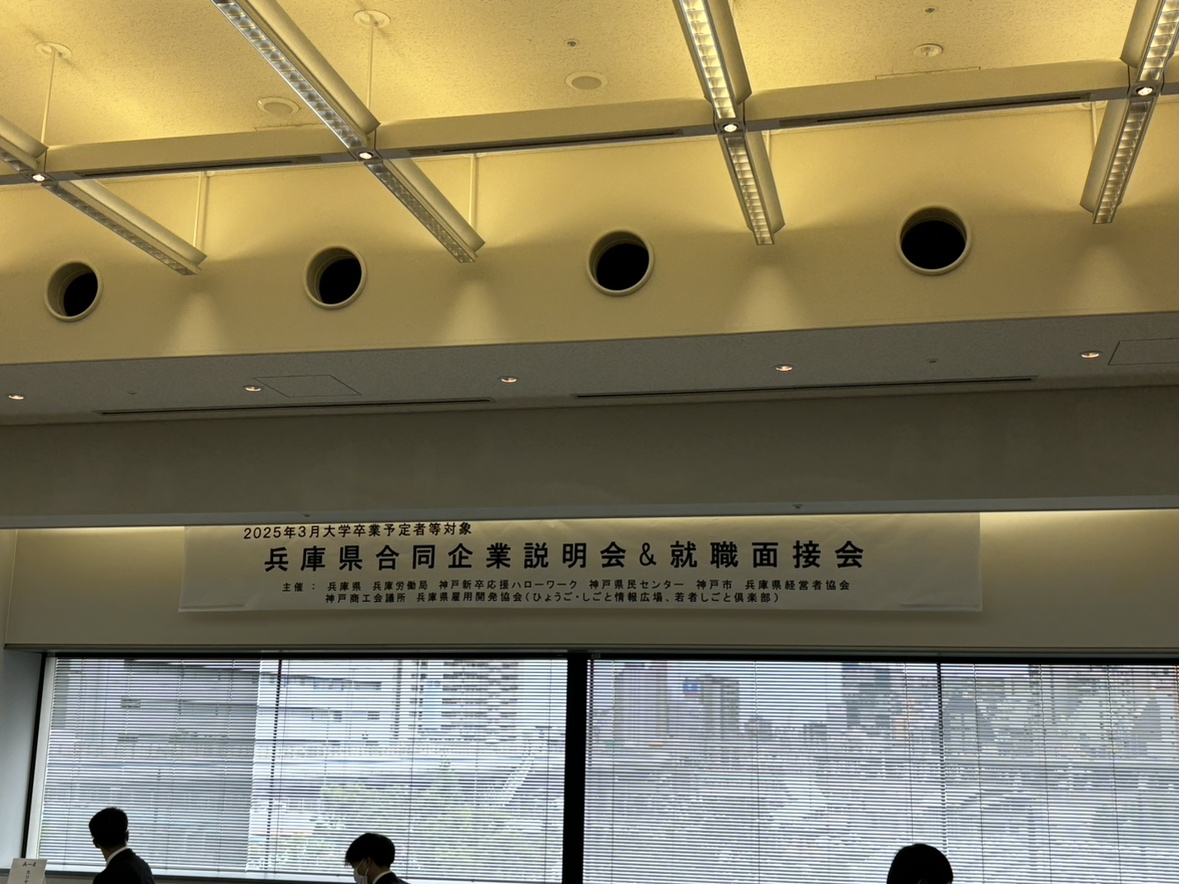 2025年3月大学卒業予定者等対象
兵庫県合同企業説明会&就職面接会
主催 : 兵庫県 兵庫労働局 神戸新卒応援ハローワーク 神戸県民センター 神戸市 兵庫県経営者協会
神戸商工会議所 兵庫県雇用開発協会(ひょうご・しごと情報広場、若者しごと倶楽部)
A-4